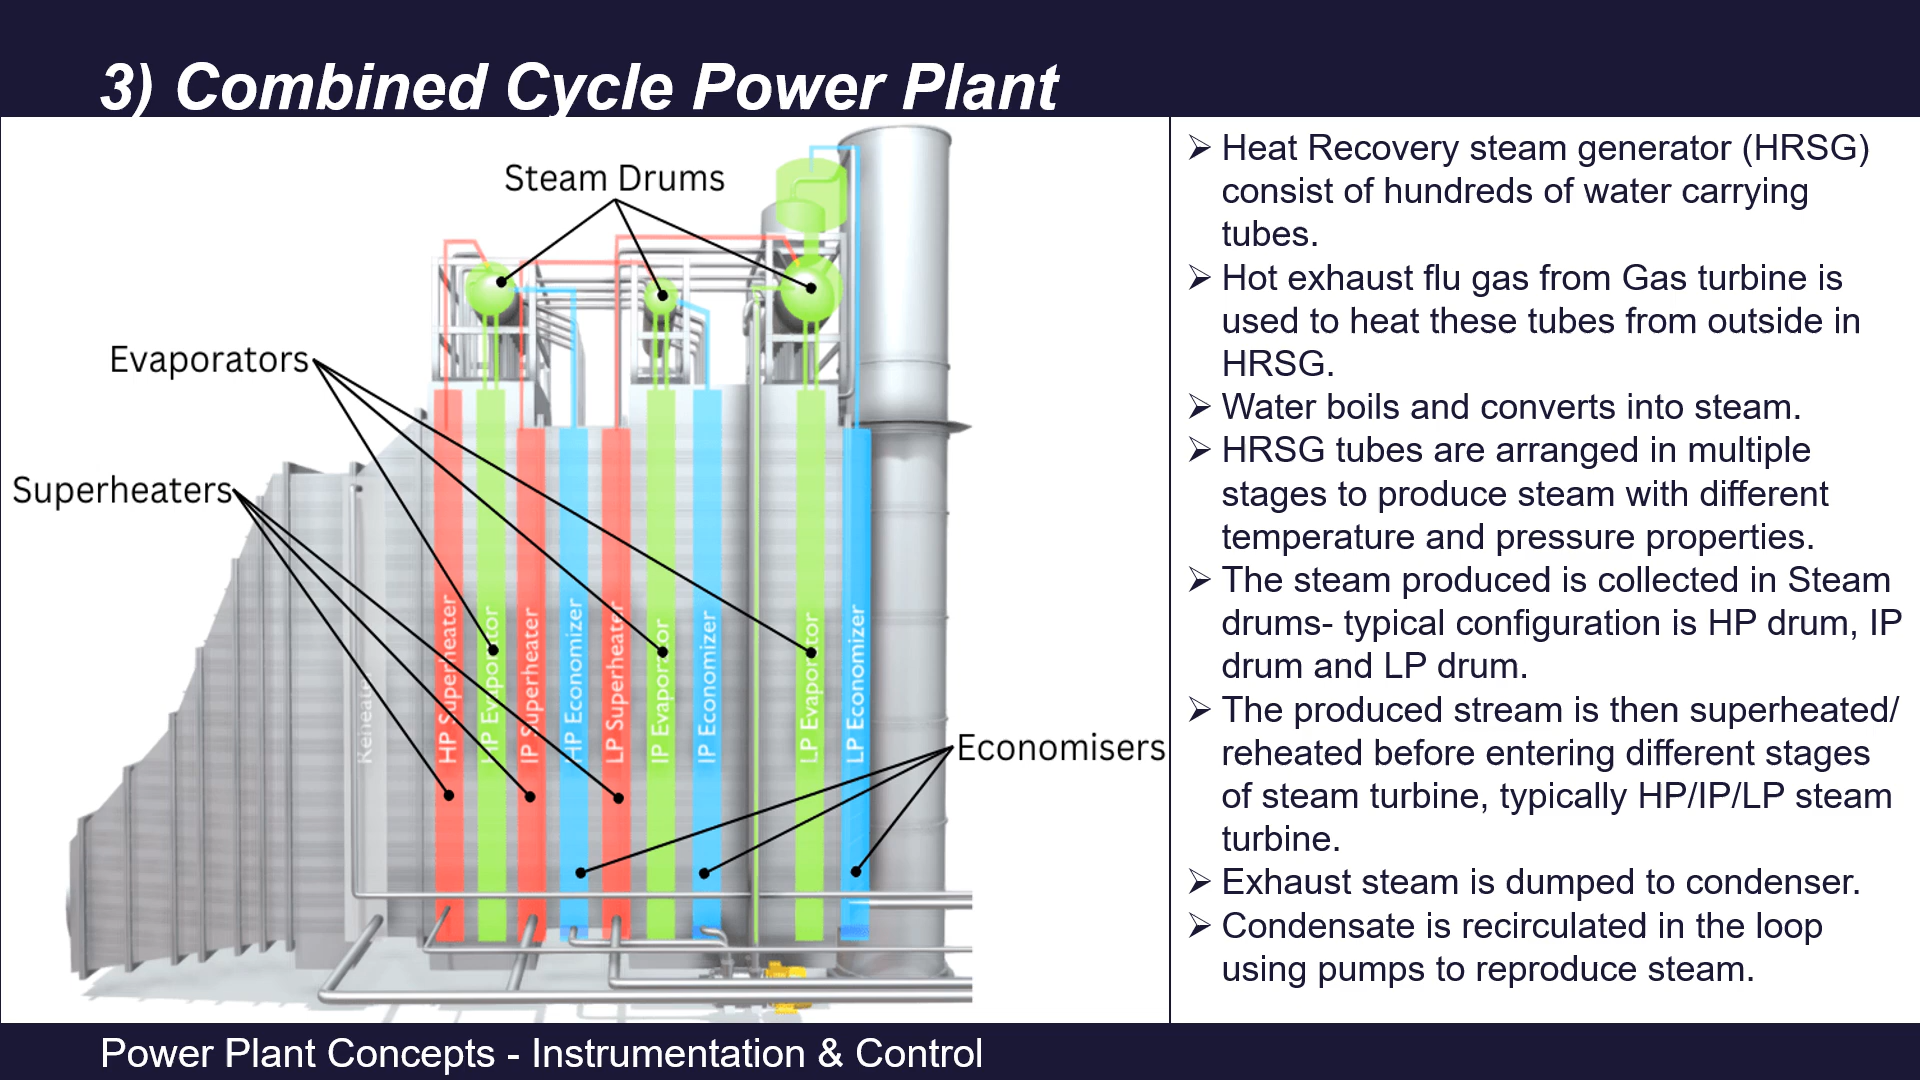 3) Combined Cycle Power Plant
Steam Drums
Evaporators
Superheaters
Economisers
Reheater
HP Superheater
HP Evaporator
IP Superheater
HP Economizer
LP Superheater
IP Evaporator
IP Economizer
LP Evaporator
LP Economizer
➢ Heat Recovery steam generator (HRSG)
consist of hundreds of water carrying
tubes.
➢ Hot exhaust flu gas from Gas turbine is
used to heat these tubes from outside in
HRSG.
➢ Water boils and converts into steam.
➢ HRSG tubes are arranged in multiple
stages to produce steam with different
temperature and pressure properties.
➢ The steam produced is collected in Steam
drums- typical configuration is HP drum, IP
drum and LP drum.
➢ The produced stream is then superheated/
reheated before entering different stages
of steam turbine, typically HP/IP/LP steam
turbine.
➢ Exhaust steam is dumped to condenser.
➢ Condensate is recirculated in the loop
using pumps to reproduce steam.
Power Plant Concepts - Instrumentation & Control